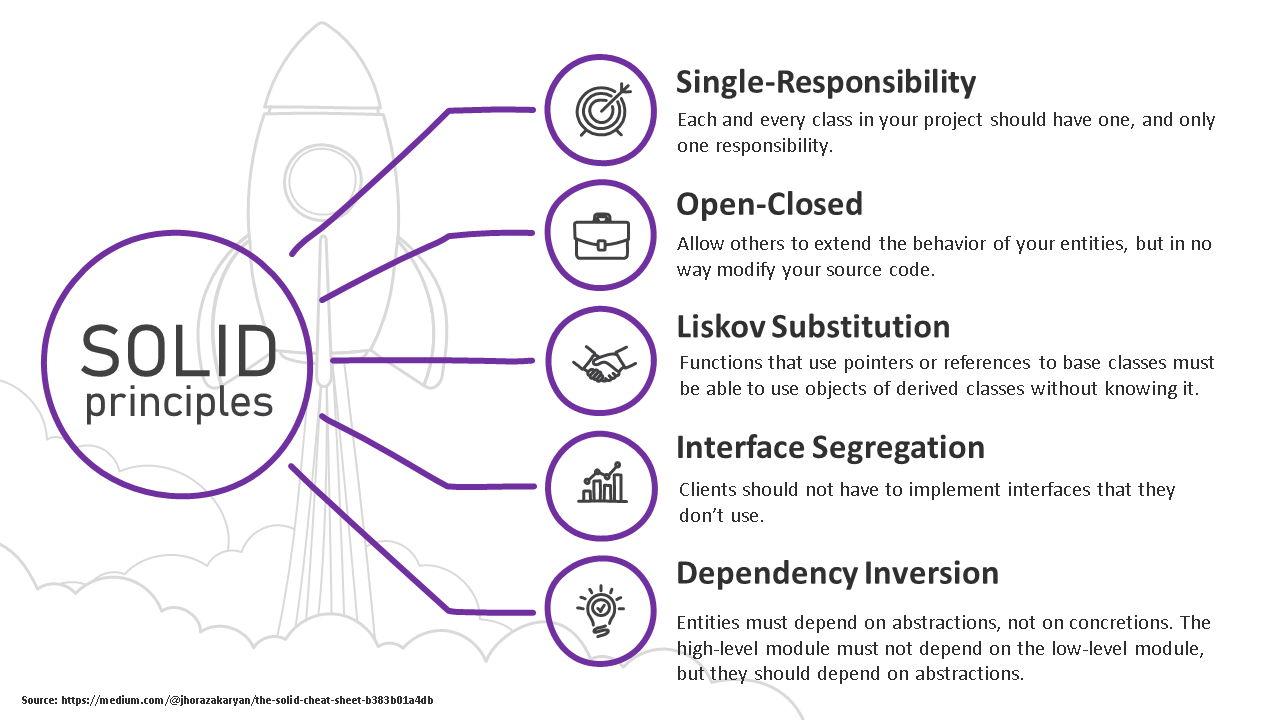 SOLID
principles
Single-Responsibility
Each and every class in your project should have one, and only
one responsibility.
Open-Closed
Allow others to extend the behavior of your entities, but in no
way modify your source code.
Liskov Substitution
Functions that use pointers or references to base classes must
be able to use objects of derived classes without knowing it.
Interface Segregation
Clients should not have to implement interfaces that they
don’t use.
Dependency Inversion
Entities must depend on abstractions, not on concretions. The
high-level module must not depend on the low-level module,
but they should depend on abstractions.
Source: https://medium.com/@jhorazakaryan/the-solid-cheat-sheet-b383b01a4db